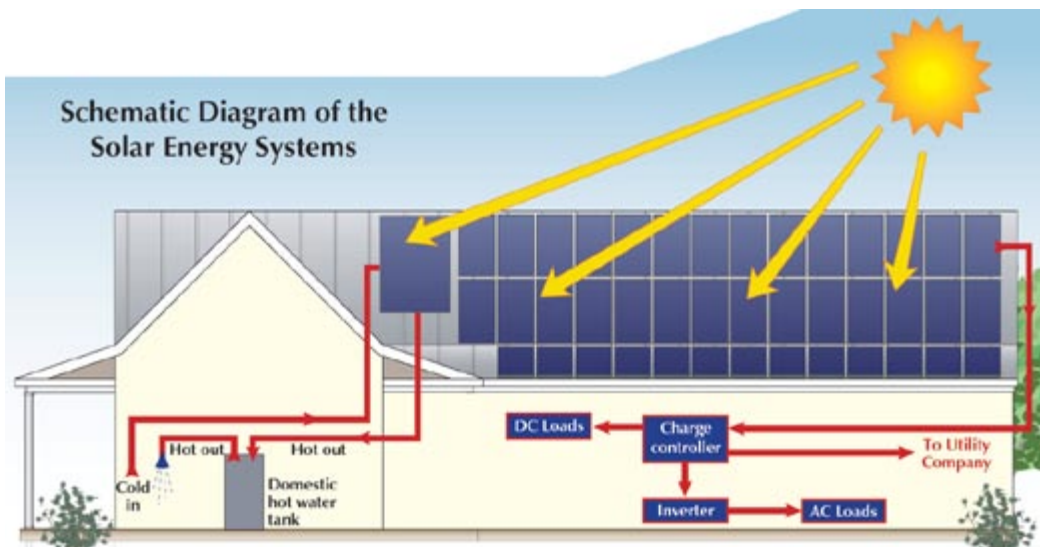 Schematic Diagram of the
Solar Energy Systems
DC Loads
Charge
controller
To Utility
Company
Hot out
Hot out
Cold
in
Domestic
hot water
tank
Inverter
AC Loads